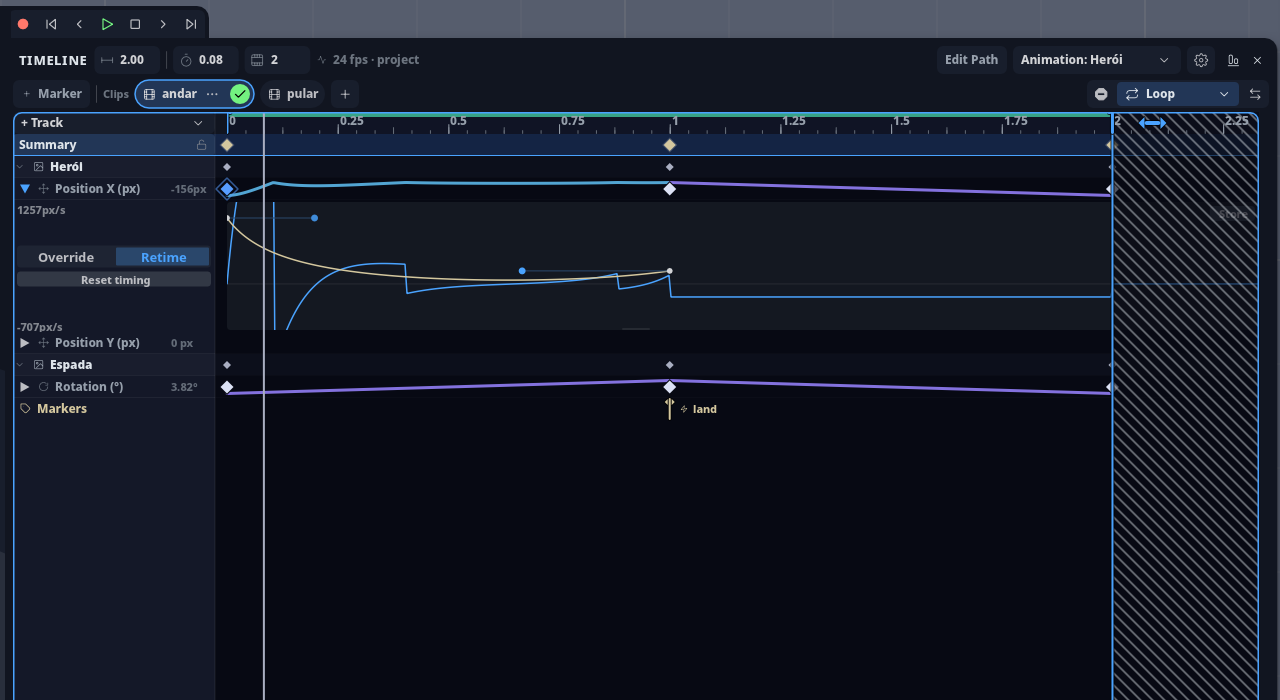 TIMELINE 2.00 0.08 2 24 fps · project Edit Path Animation: Herói
+ Marker Clips andar ··· pular + Loop
+ Track 0 0.25 0.5 0.75 1 1.25 1.5 1.75 2 2.25
Summary
Herói
Position X (px) -156px
1257px/s Store
Override Retime
Reset timing
-707px/s
Position Y (px) 0 px
Espada
Rotation (°) 3.82°
Markers land